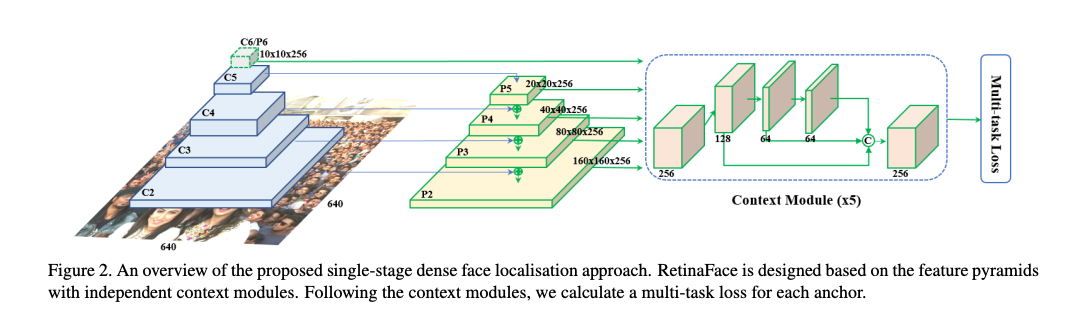 C6/P6
10x10x256
C5
C4
C3
C2
640
640
P5
20x20x256
P4
40x40x256
80x80x256
P3
160x160x256
P2
256
128
64
64
C
256
Context Module (x5)
Multi-task Loss
Figure 2. An overview of the proposed single-stage dense face localisation approach. RetinaFace is designed based on the feature pyramids
with independent context modules. Following the context modules, we calculate a multi-task loss for each anchor.